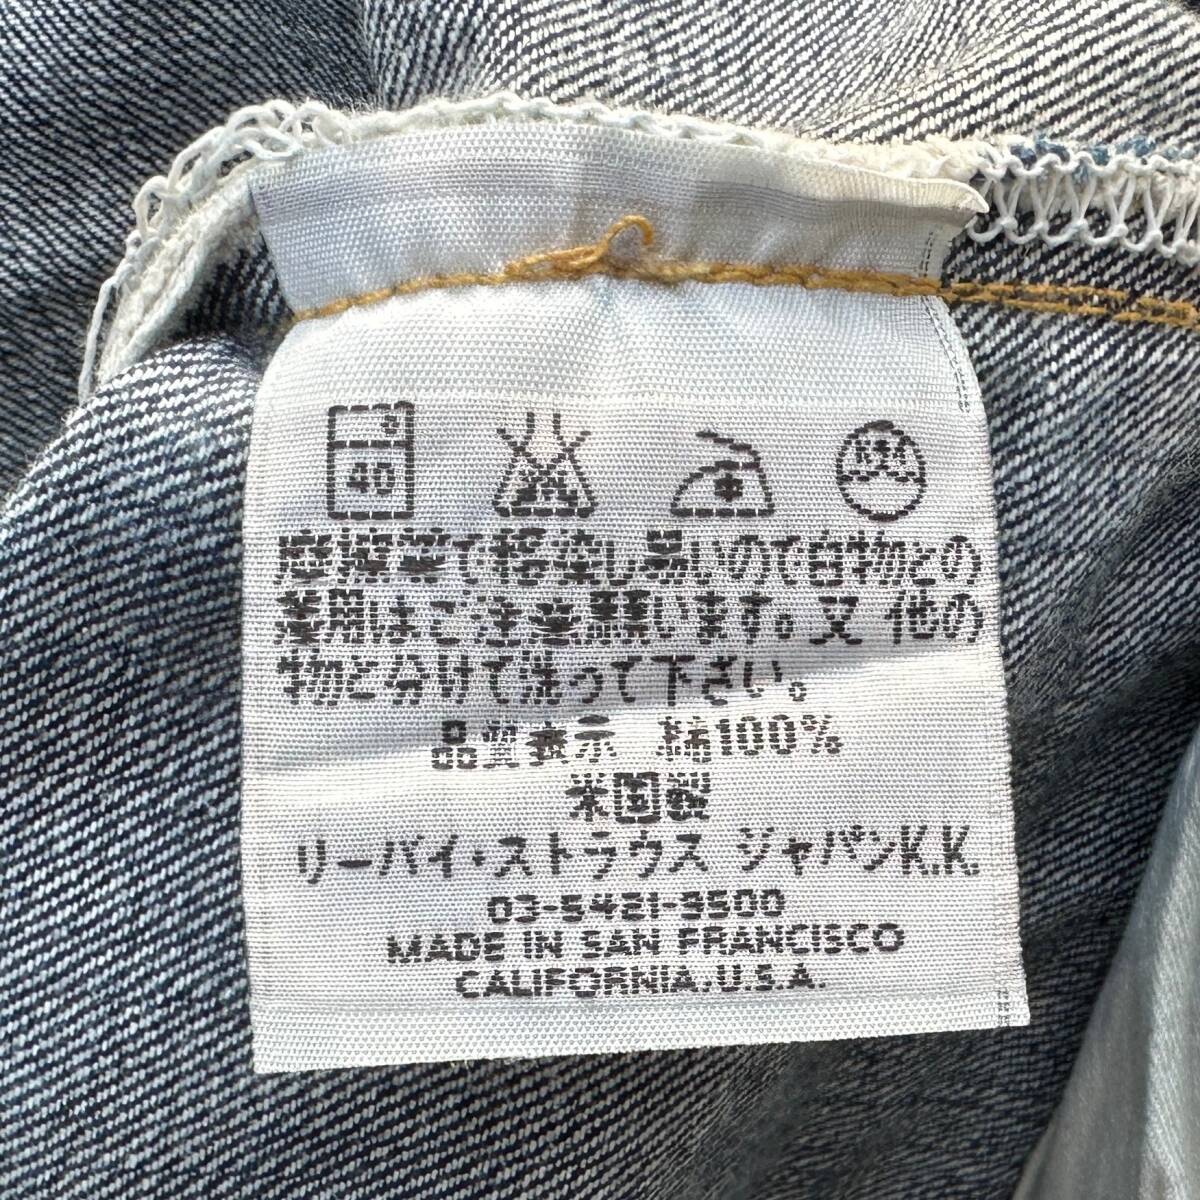 40
摩擦等で移染し易いので白物との
着用はご注意願います。又 他の
物と分けて洗って下さい。
品質表示 綿100%
米国製
リーバイ・ストラウス ジャパンK.K.
03-5421-9500
MADE IN SAN FRANCISCO
CALIFORNIA.U.S.A.